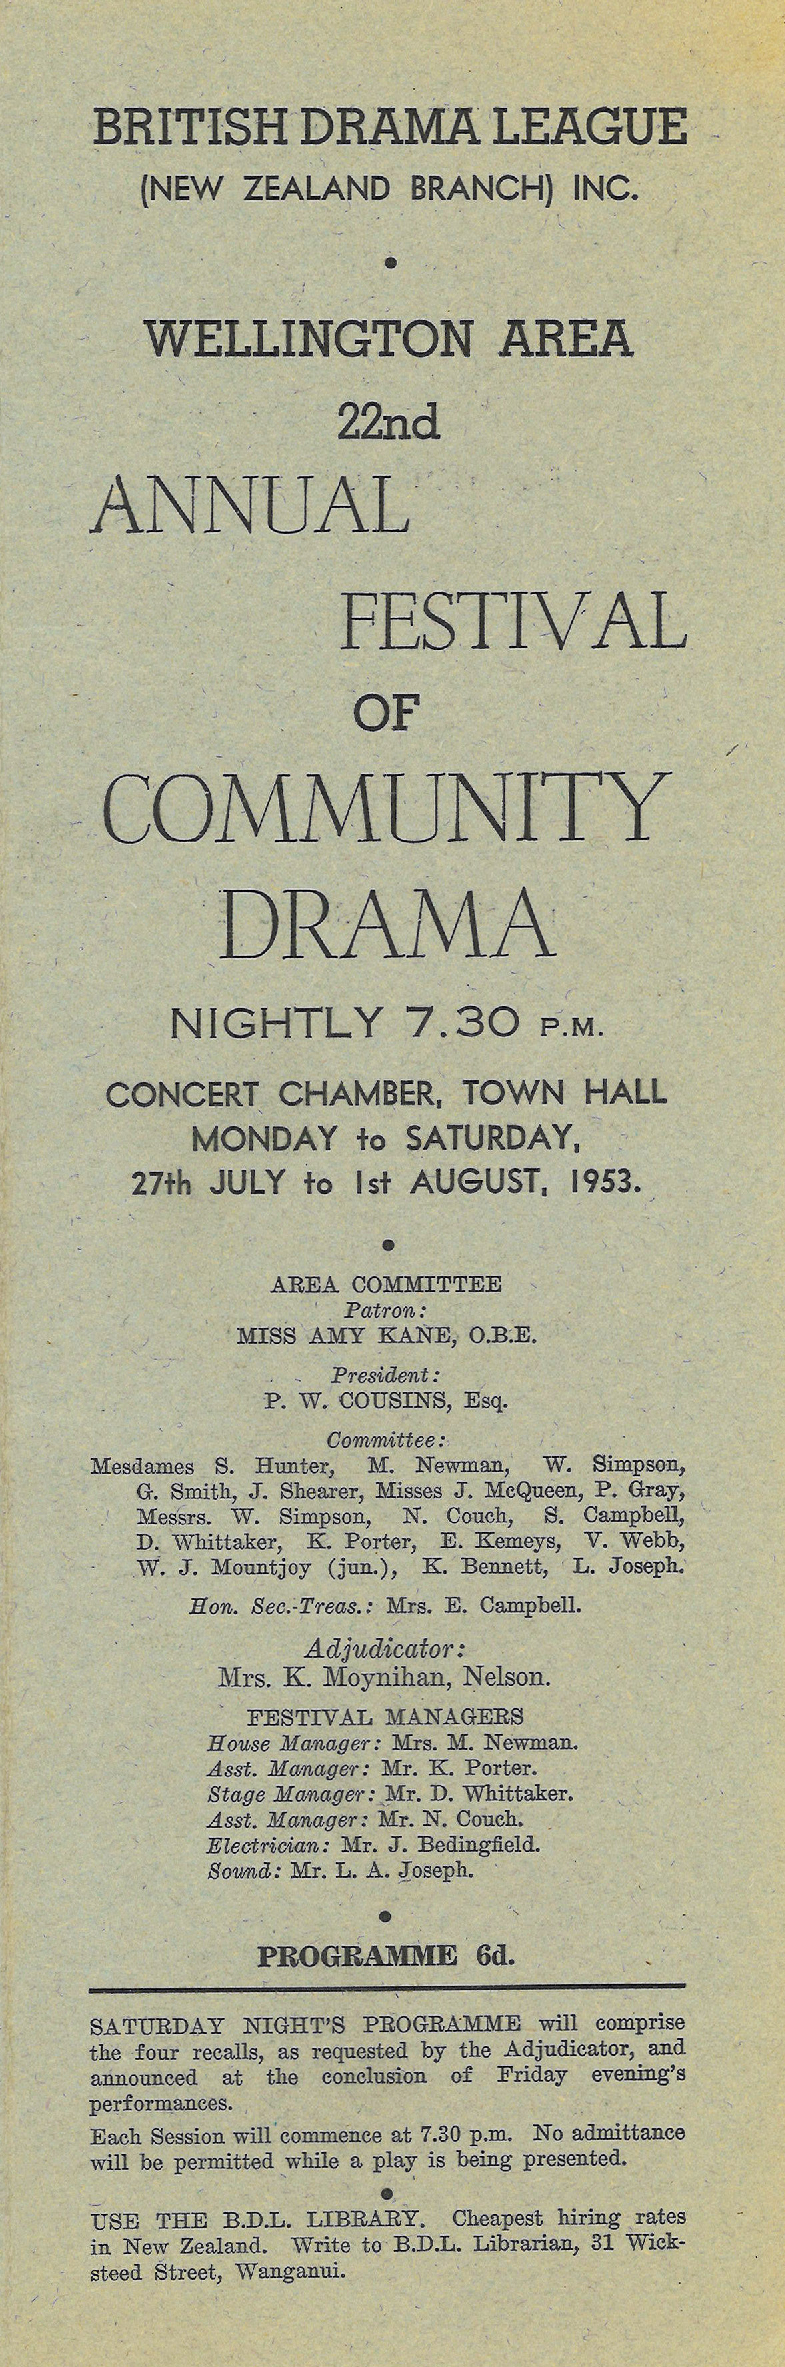 BRITISH DRAMA LEAGUE
(NEW ZEALAND BRANCH) INC.
•
WELLINGTON AREA
22nd
ANNUAL
FESTIVAL
OF
COMMUNITY
DRAMA
NIGHTLY 7.30 P.M.
CONCERT CHAMBER, TOWN HALL
MONDAY to SATURDAY,
27th JULY to 1st AUGUST, 1953.
•
AREA COMMITTEE
Patron:
MISS AMY KANE, O.B.E.
President:
P. W. COUSINS, Esq.
Committee:
Mesdames S. Hunter, M. Newman, W. Simpson,
G. Smith, J. Shearer, Misses J. McQueen, P. Gray,
Messrs. W. Simpson, N. Couch, S. Campbell,
D. Whittaker, K. Porter, E. Kemeys, V. Webb,
W. J. Mountjoy (jun.), K. Bennett, L. Joseph.
Hon. Sec.-Treas.: Mrs. E. Campbell.
Adjudicator:
Mrs. K. Moynihan, Nelson.
FESTIVAL MANAGERS
House Manager: Mrs. M. Newman.
Asst. Manager: Mr. K. Porter.
Stage Manager: Mr. D. Whittaker.
Asst. Manager: Mr. N. Couch.
Electrician: Mr. J. Bedingfield.
Sound: Mr. L. A. Joseph.
•
PROGRAMME 6d.
SATURDAY NIGHT'S PROGRAMME will comprise
the four recalls, as requested by the Adjudicator, and
announced at the conclusion of Friday evening's
performances.
Each Session will commence at 7.30 p.m. No admittance
will be permitted while a play is being presented.
•
USE THE B.D.L. LIBRARY. Cheapest hiring rates
in New Zealand. Write to B.D.L. Librarian, 31 Wick-
steed Street, Wanganui.